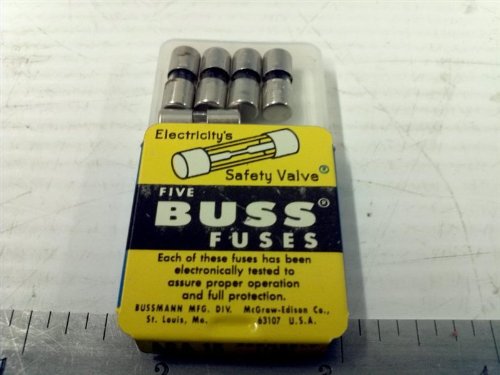 Electricity's
Safety Valve®
FIVE
BUSS®
FUSES
Each of these fuses has been
electronically tested to
assure proper operation
and full protection.
BUSSMANN MFG. DIV. McGraw-Edison Co.,
St. Louis, Mo. 63107 U.S.A.
1